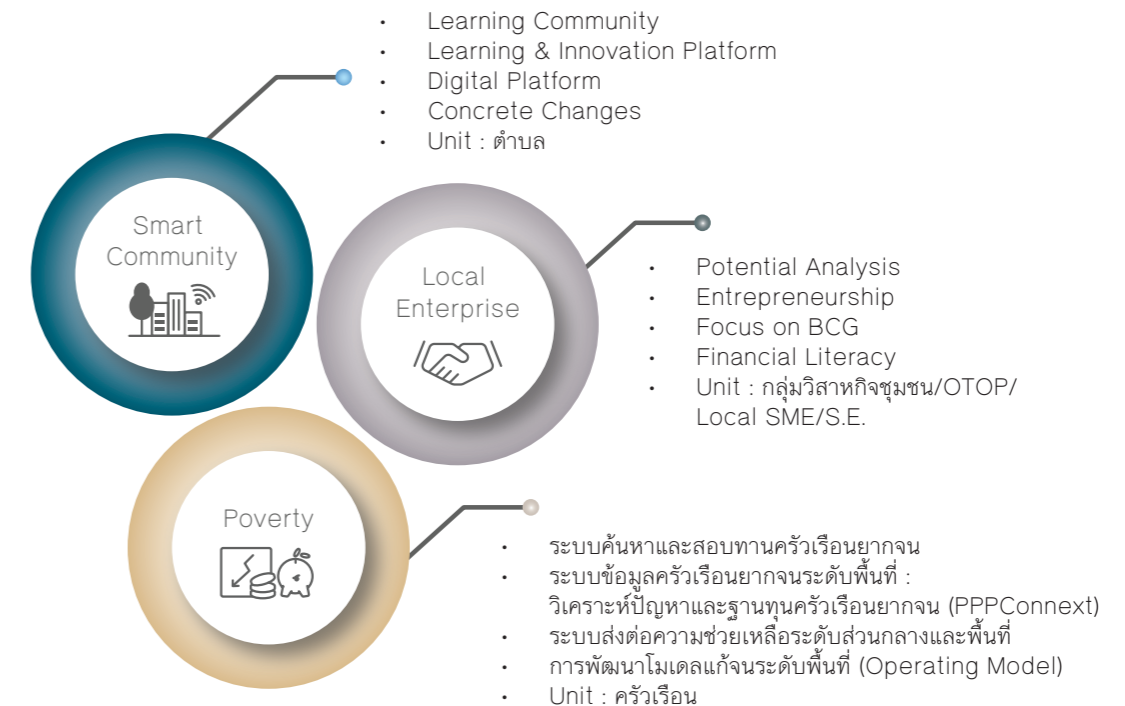 • Learning Community
• Learning & Innovation Platform
• Digital Platform
• Concrete Changes
• Unit : ตำบล
Smart
Community
Local
Enterprise
• Potential Analysis
• Entrepreneurship
• Focus on BCG
• Financial Literacy
• Unit : กลุ่มวิสาหกิจชุมชน/OTOP/
Local SME/S.E.
Poverty
• ระบบค้นหาและสอบทานครัวเรือนยากจน
• ระบบข้อมูลครัวเรือนยากจนระดับพื้นที่ :
วิเคราะห์ปัญหาและฐานทุนครัวเรือนยากจน (PPPConnext)
• ระบบส่งต่อความช่วยเหลือระดับส่วนกลางและพื้นที่
• การพัฒนาโมเดลแก้จนระดับพื้นที่ (Operating Model)
• Unit : ครัวเรือน